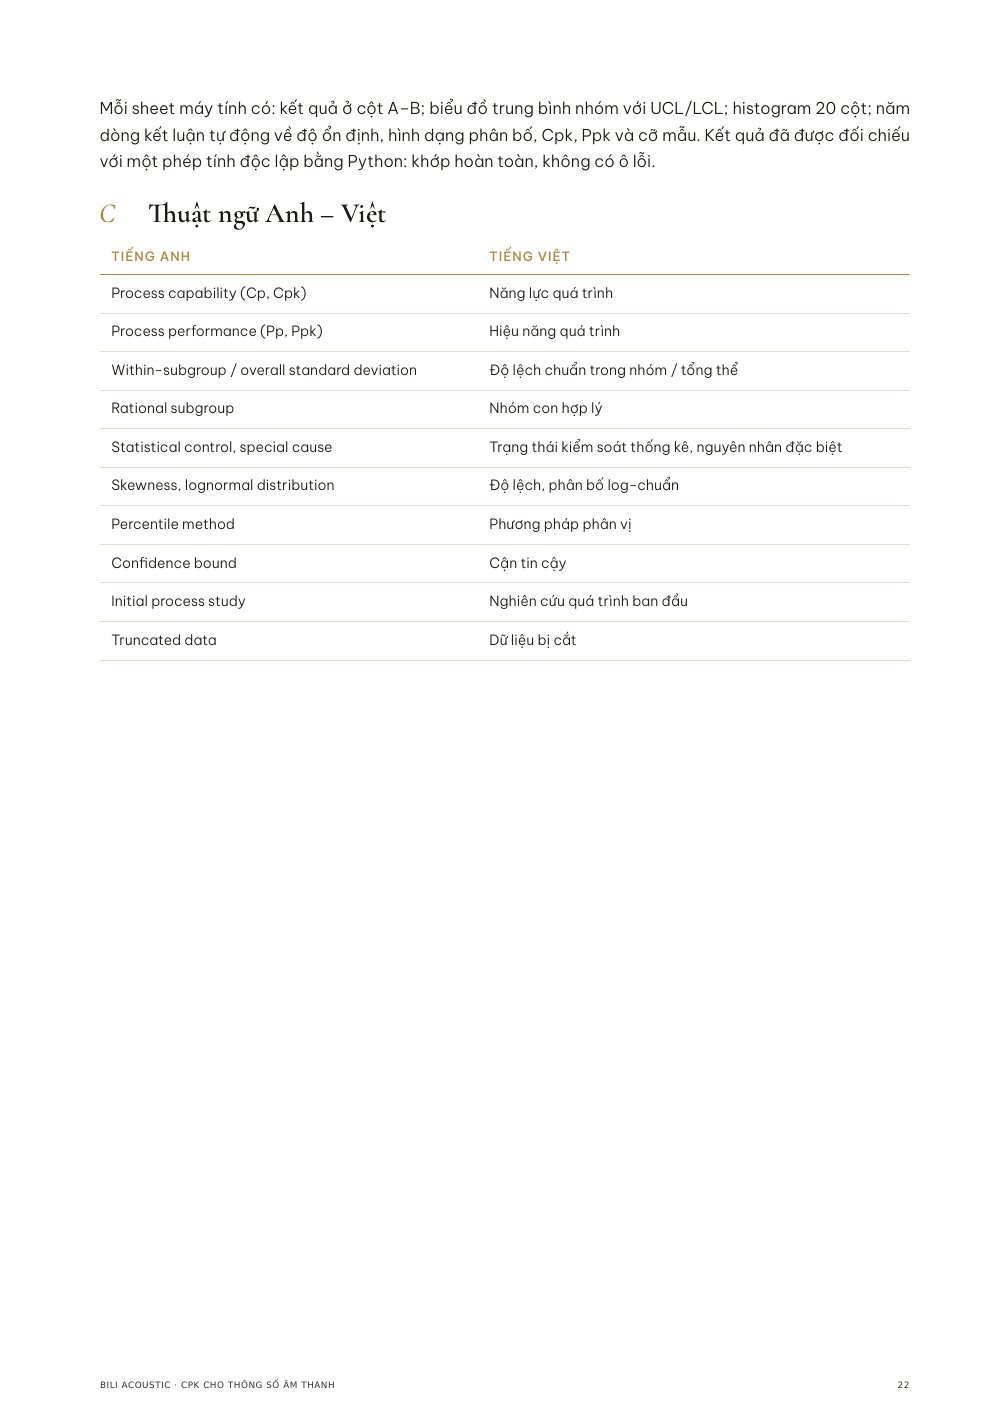 Mỗi sheet máy tính có: kết quả ở cột A–B; biểu đồ trung bình nhóm với UCL/LCL; histogram 20 cột; năm
dòng kết luận tự động về độ ổn định, hình dạng phân bố, Cpk, Ppk và cỡ mẫu. Kết quả đã được đối chiếu
với một phép tính độc lập bằng Python: khớp hoàn toàn, không có ô lỗi.
C Thuật ngữ Anh – Việt
TIẾNG ANH TIẾNG VIỆT
Process capability (Cp, Cpk) Năng lực quá trình
Process performance (Pp, Ppk) Hiệu năng quá trình
Within-subgroup / overall standard deviation Độ lệch chuẩn trong nhóm / tổng thể
Rational subgroup Nhóm con hợp lý
Statistical control, special cause Trạng thái kiểm soát thống kê, nguyên nhân đặc biệt
Skewness, lognormal distribution Độ lệch, phân bố log-chuẩn
Percentile method Phương pháp phân vị
Confidence bound Cận tin cậy
Initial process study Nghiên cứu quá trình ban đầu
Truncated data Dữ liệu bị cắt
BILI ACOUSTIC · CPK CHO THÔNG SỐ ÂM THANH 22